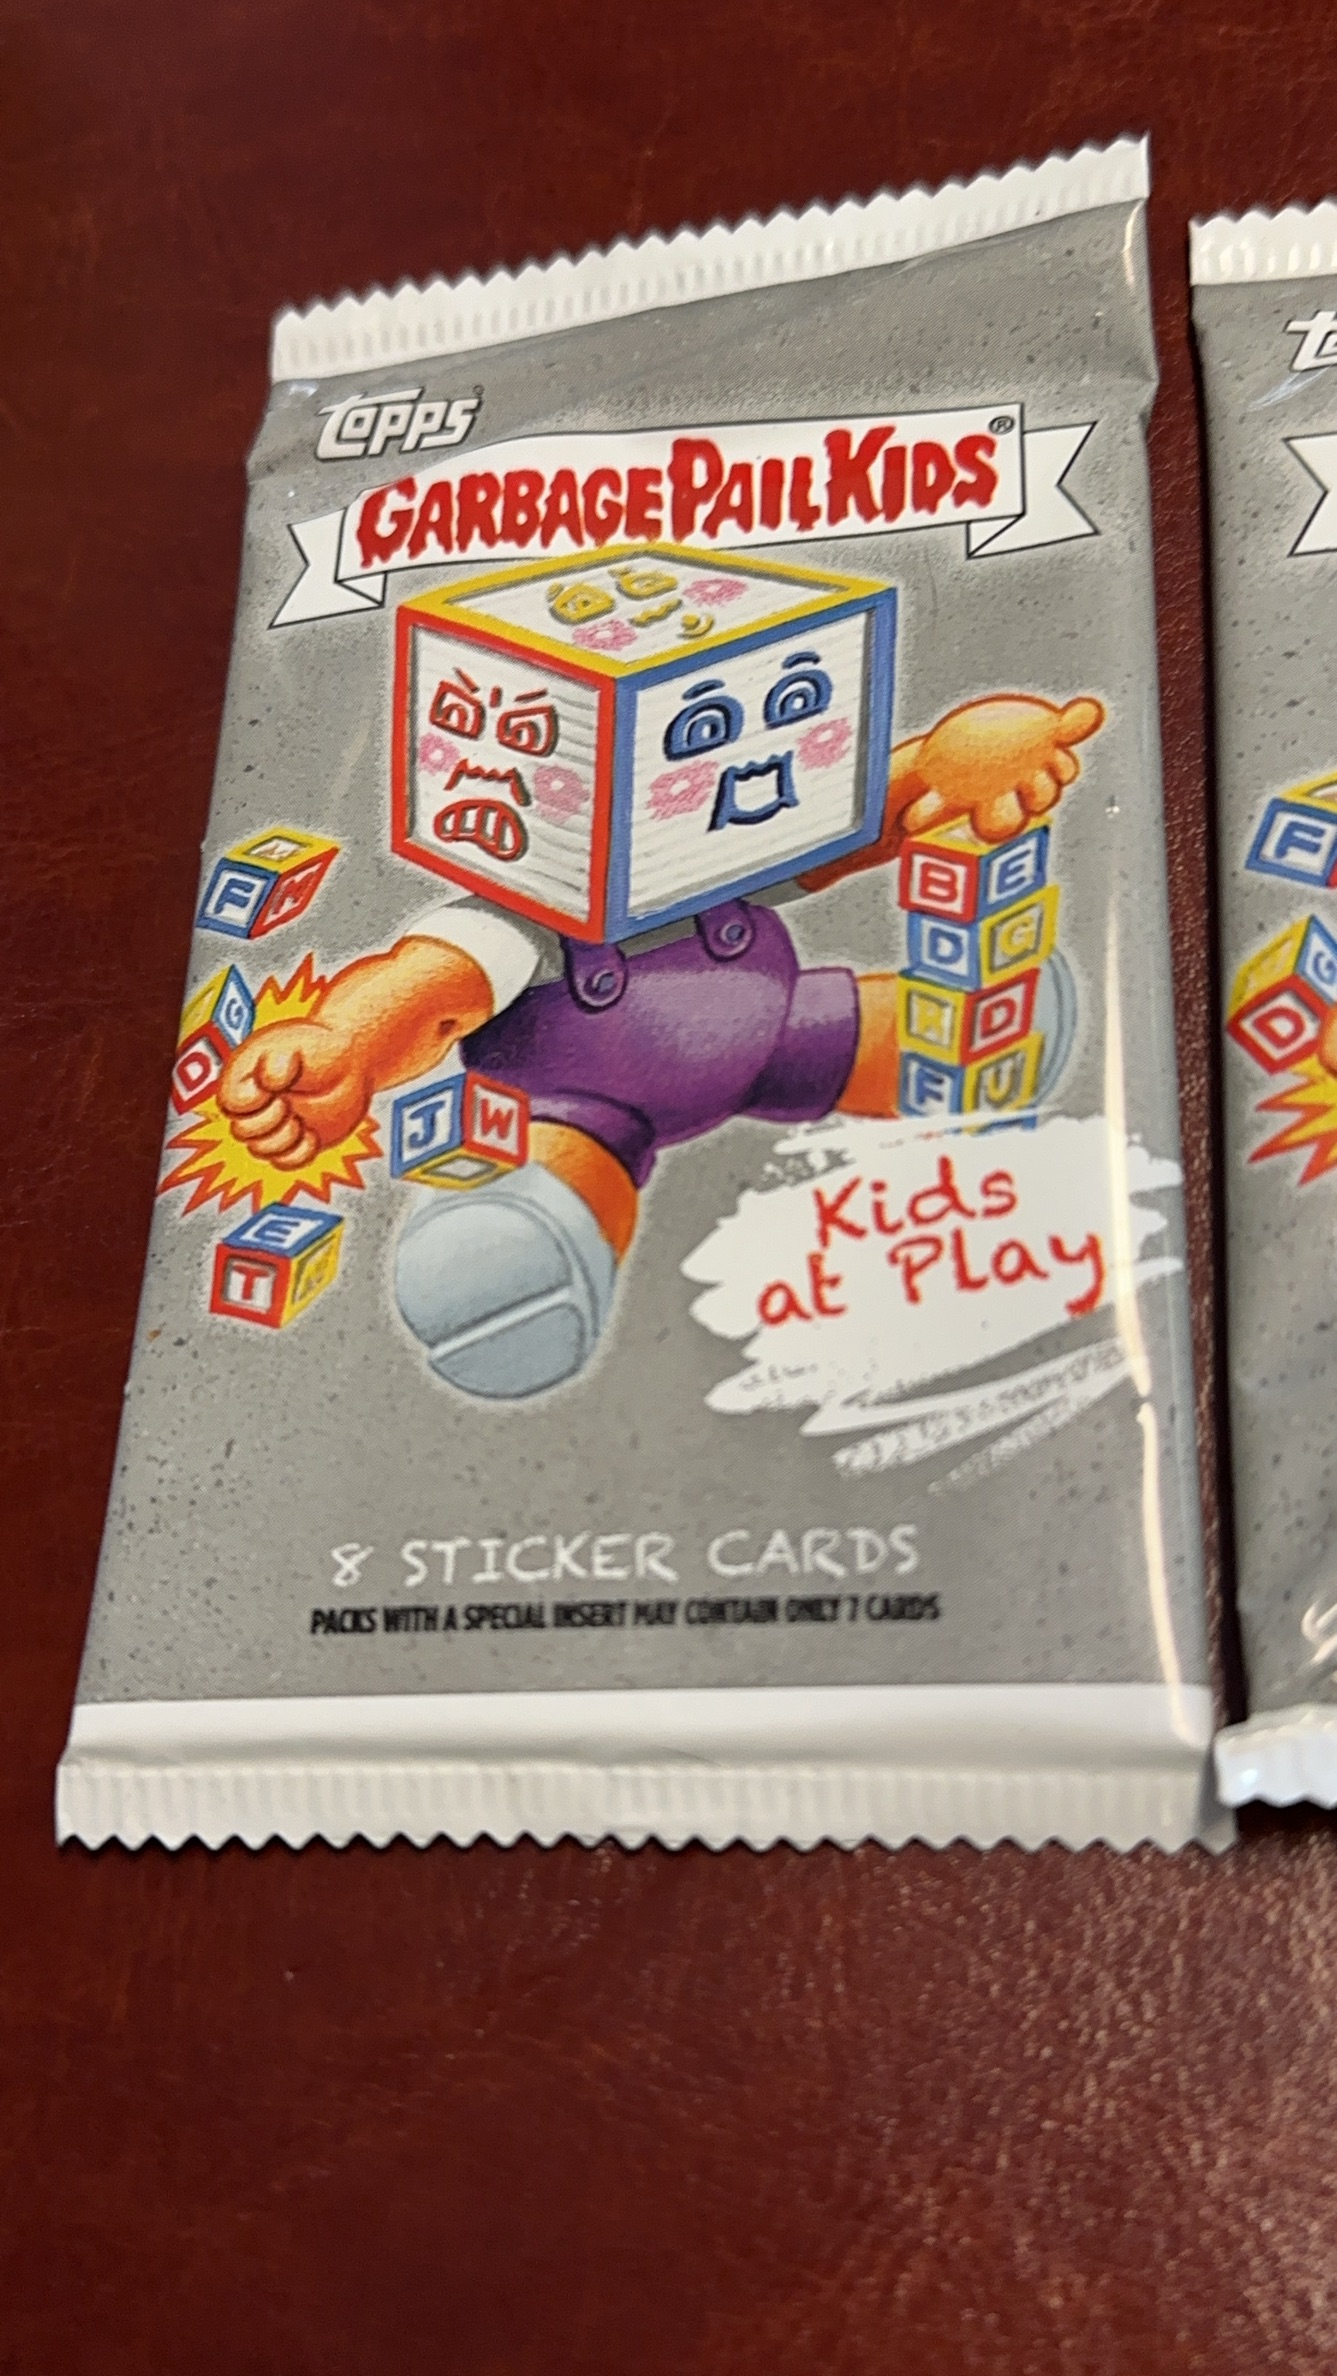 Topps
GARBAGE PAIL KIDS®
F M
G
D
B E
D G
H D
F U
J W
E
T
Kids
at Play
8 STICKER CARDS
PACKS WITH A SPECIAL INSERT MAY CONTAIN ONLY 7 CARDS
F
G
D